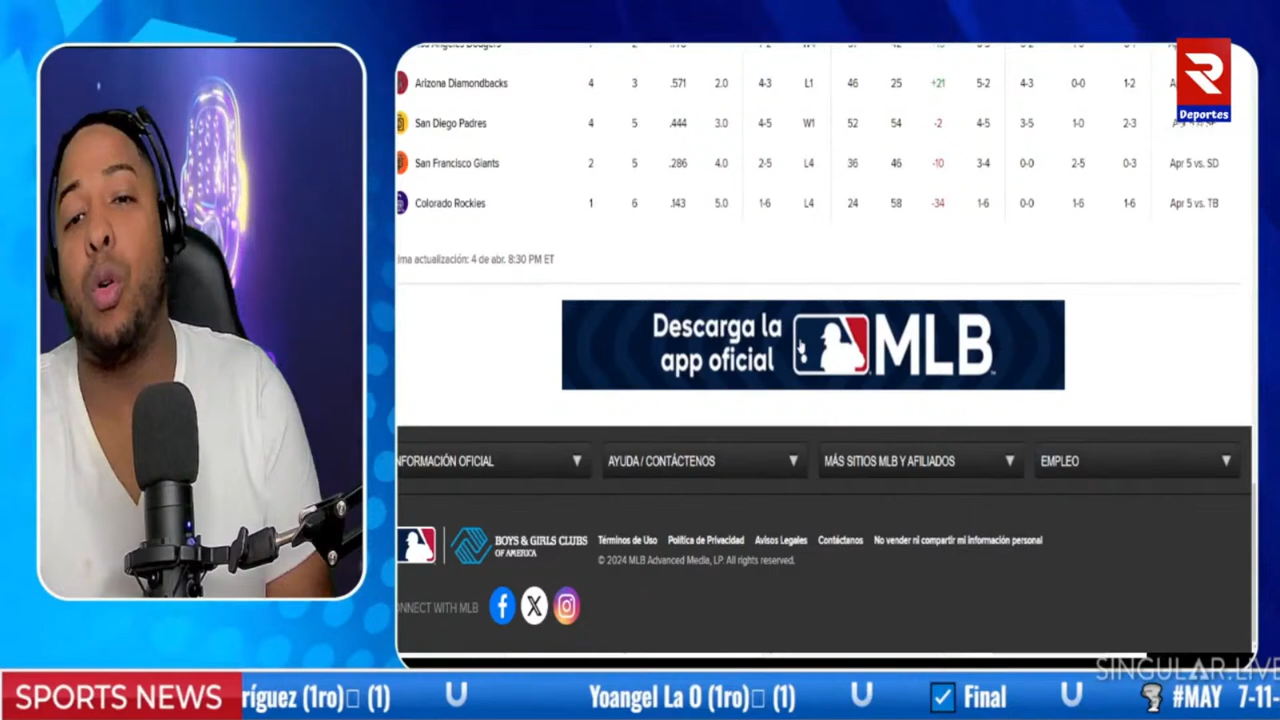 Los Angeles Dodgers
Arizona Diamondbacks 4 3 .571 2.0 4-3 L1 46 25 +21 5-2 4-3 0-0 1-2
San Diego Padres 4 5 .444 3.0 4-5 W1 52 54 -2 4-5 3-5 1-0 2-3
San Francisco Giants 2 5 .286 4.0 2-5 L4 36 46 -10 3-4 0-0 2-5 0-3 Apr 5 vs. SD
Colorado Rockies 1 6 .143 5.0 1-6 L4 24 58 -34 1-6 0-0 1-6 1-6 Apr 5 vs. TB
R
Deportes
ima actualización: 4 de abr. 8:30 PM ET
Descarga la
app oficial
MLB
NFORMACIÓN OFICIAL
AYUDA / CONTÁCTENOS
MÁS SITIOS MLB Y AFILIADOS
EMPLEO
BOYS & GIRLS CLUBS
OF AMERICA
Términos de Uso Política de Privacidad Avisos Legales Contáctanos No vender ni compartir mi información personal
© 2024 MLB Advanced Media, LP. All rights reserved.
ONNECT WITH MLB
SINGULAR.LIVE
SPORTS NEWS
ríguez (1ro) (1) Yoangel La O (1ro) (1) Final #MAY 7-11-